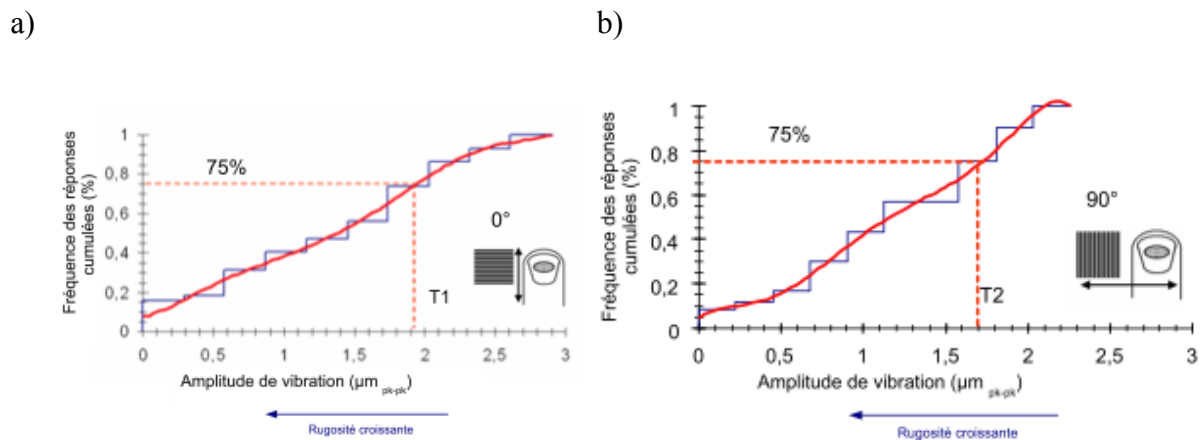 a)
Fréquence des réponses
cumulées (%)
1
0,8
0,6
0,4
0,2
0
75%
0°
T1
0
0,5
1
1,5
2
2,5
3
Amplitude de vibration (µm pk-pk)
Rugosité croissante
b)
Fréquence des réponses
cumulées (%)
1
0,8
0,6
0,4
0,2
0
75%
90°
T2
0
0,5
1
1,5
2
2,5
3
Amplitude de vibration (µm pk-pk)
Rugosité croissante